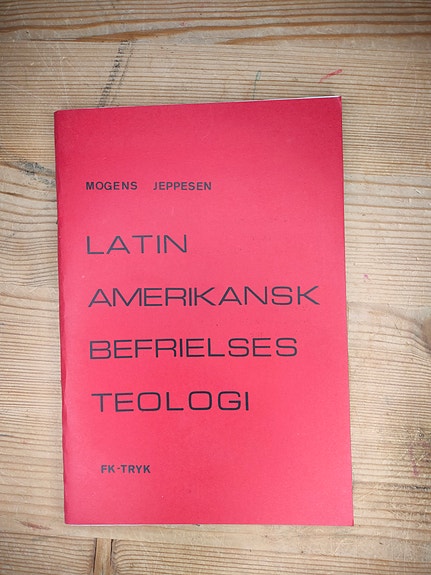 MOGENS JEPPESEN
LATIN
AMERIKANSK
BEFRIELSES
TEOLOGI
FK-TRYK